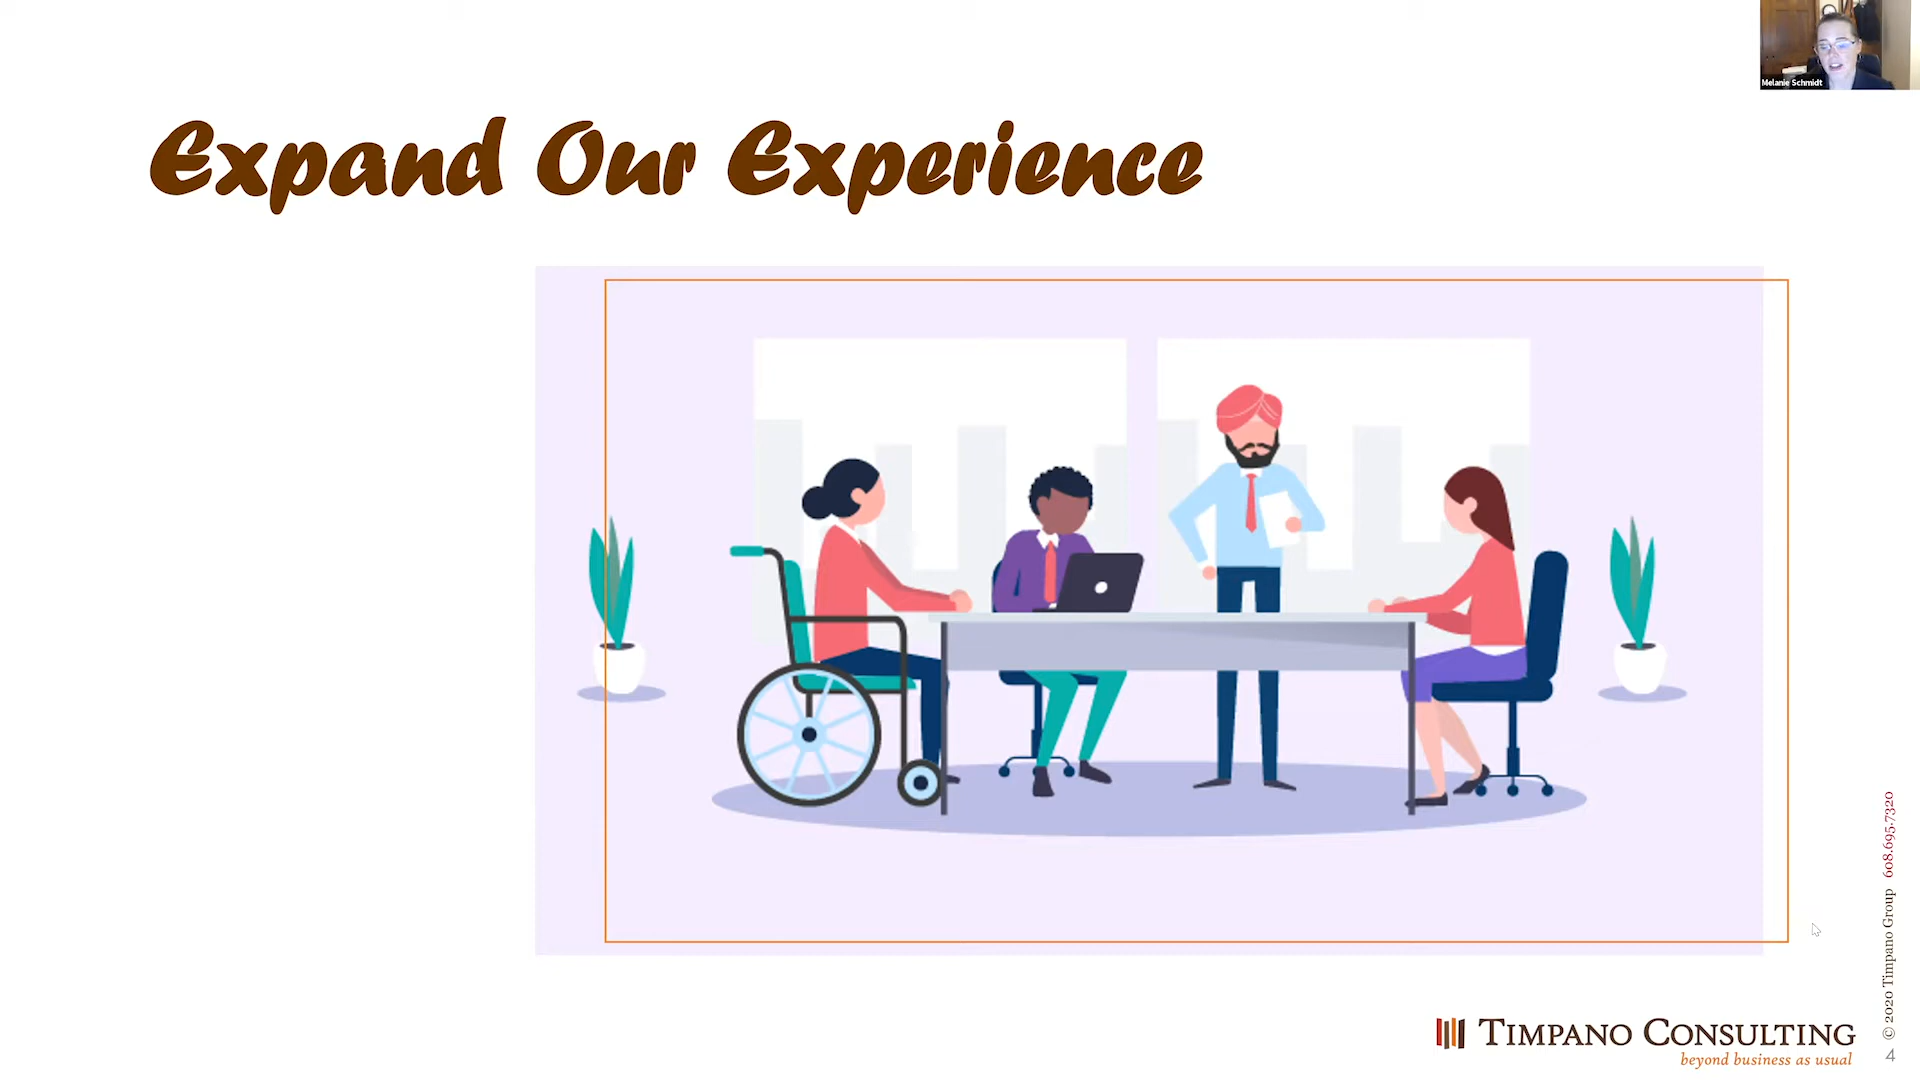 Melanie Schmidt
Expand Our Experience
© 2020 Timpano Group 608.695.7320
TIMPANO CONSULTING
beyond business as usual
4